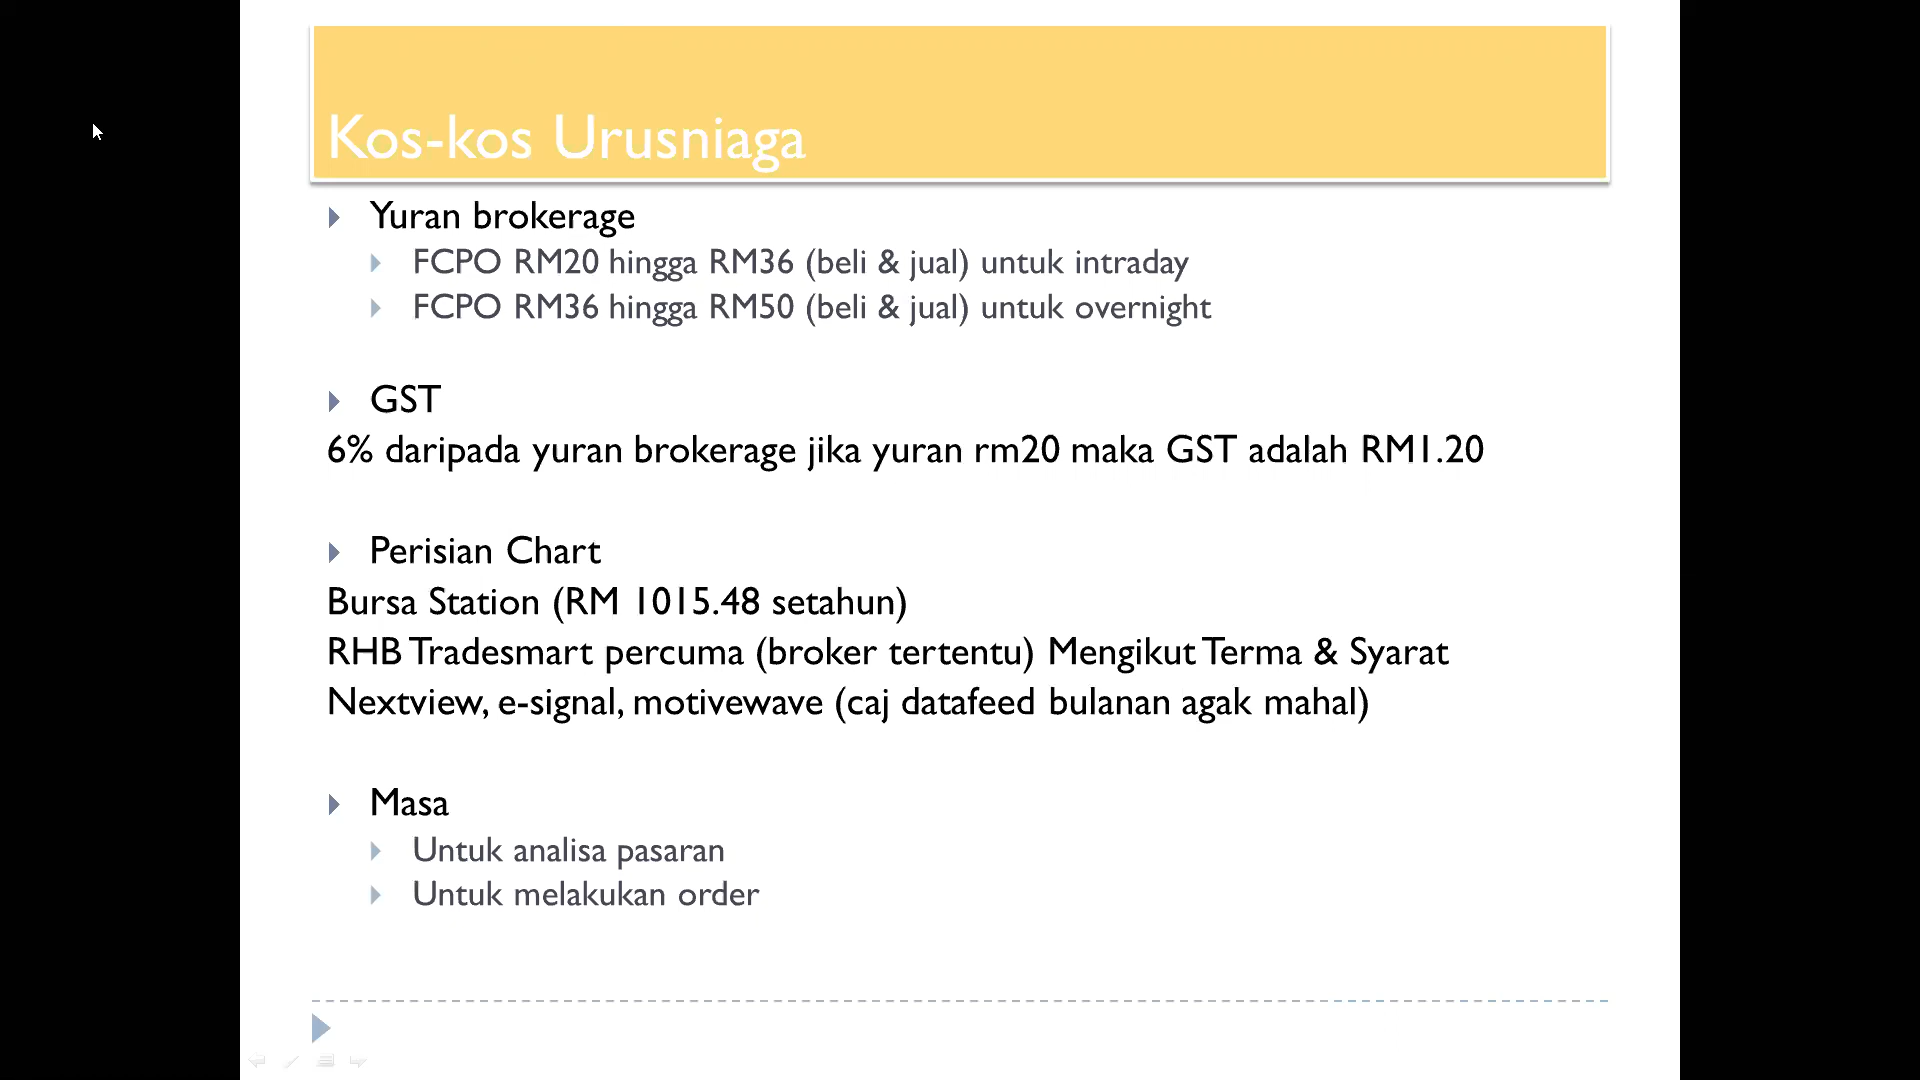 Kos-kos Urusniaga
Yuran brokerage
FCPO RM20 hingga RM36 (beli & jual) untuk intraday
FCPO RM36 hingga RM50 (beli & jual) untuk overnight
GST
6% daripada yuran brokerage jika yuran rm20 maka GST adalah RM1.20
Perisian Chart
Bursa Station (RM 1015.48 setahun)
RHB Tradesmart percuma (broker tertentu) Mengikut Terma & Syarat
Nextview, e-signal, motivewave (caj datafeed bulanan agak mahal)
Masa
Untuk analisa pasaran
Untuk melakukan order